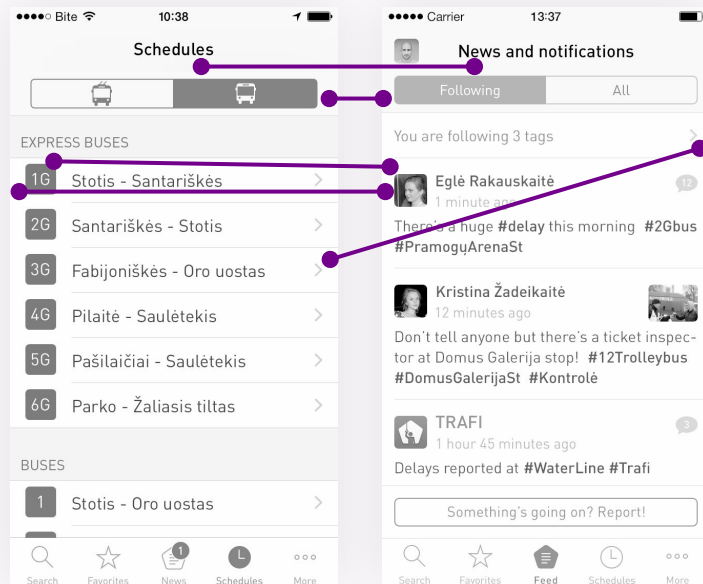 Bite 10:38
Schedules
EXPRESS BUSES
1G Stotis - Santariškės
2G Santariškės - Stotis
3G Fabijoniškės - Oro uostas
4G Pilaitė - Saulėtekis
5G Pašilaičiai - Saulėtekis
6G Parko - Žaliasis tiltas
BUSES
1 Stotis - Oro uostas
1
Search Favorites News Schedules More
Carrier 13:37
News and notifications
Following All
You are following 3 tags
Eglė Rakauskaitė 12
1 minute ago
There's a huge #delay this morning #2Gbus
#PramogųArenaSt
Kristina Žadeikaitė
12 minutes ago
Don't tell anyone but there's a ticket inspec-
tor at Domus Galerija stop! #12Trolleybus
#DomusGalerijaSt #Kontrolė
TRAFI 3
1 hour 45 minutes ago
Delays reported at #WaterLine #Trafi
Something's going on? Report!
Search Favorites Feed Schedules More